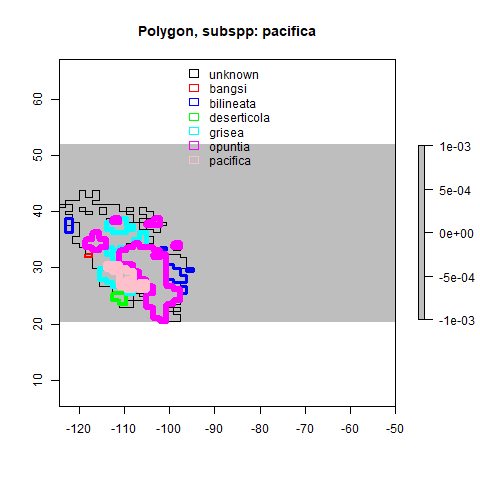 Polygon, subspp: pacifica
unknown
bangsi
bilineata
deserticola
grisea
opuntia
pacifica
60
50
40
30
20
10
-120
-110
-100
-90
-80
-70
-60
-50
1e-03
5e-04
0e+00
-5e-04
-1e-03